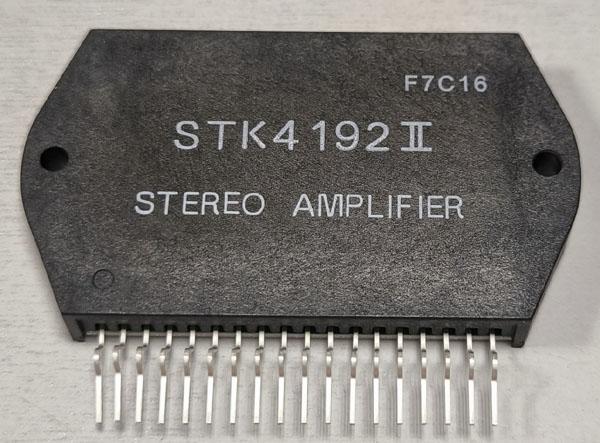 F7C16
STK4192II
STEREO AMPLIFIER